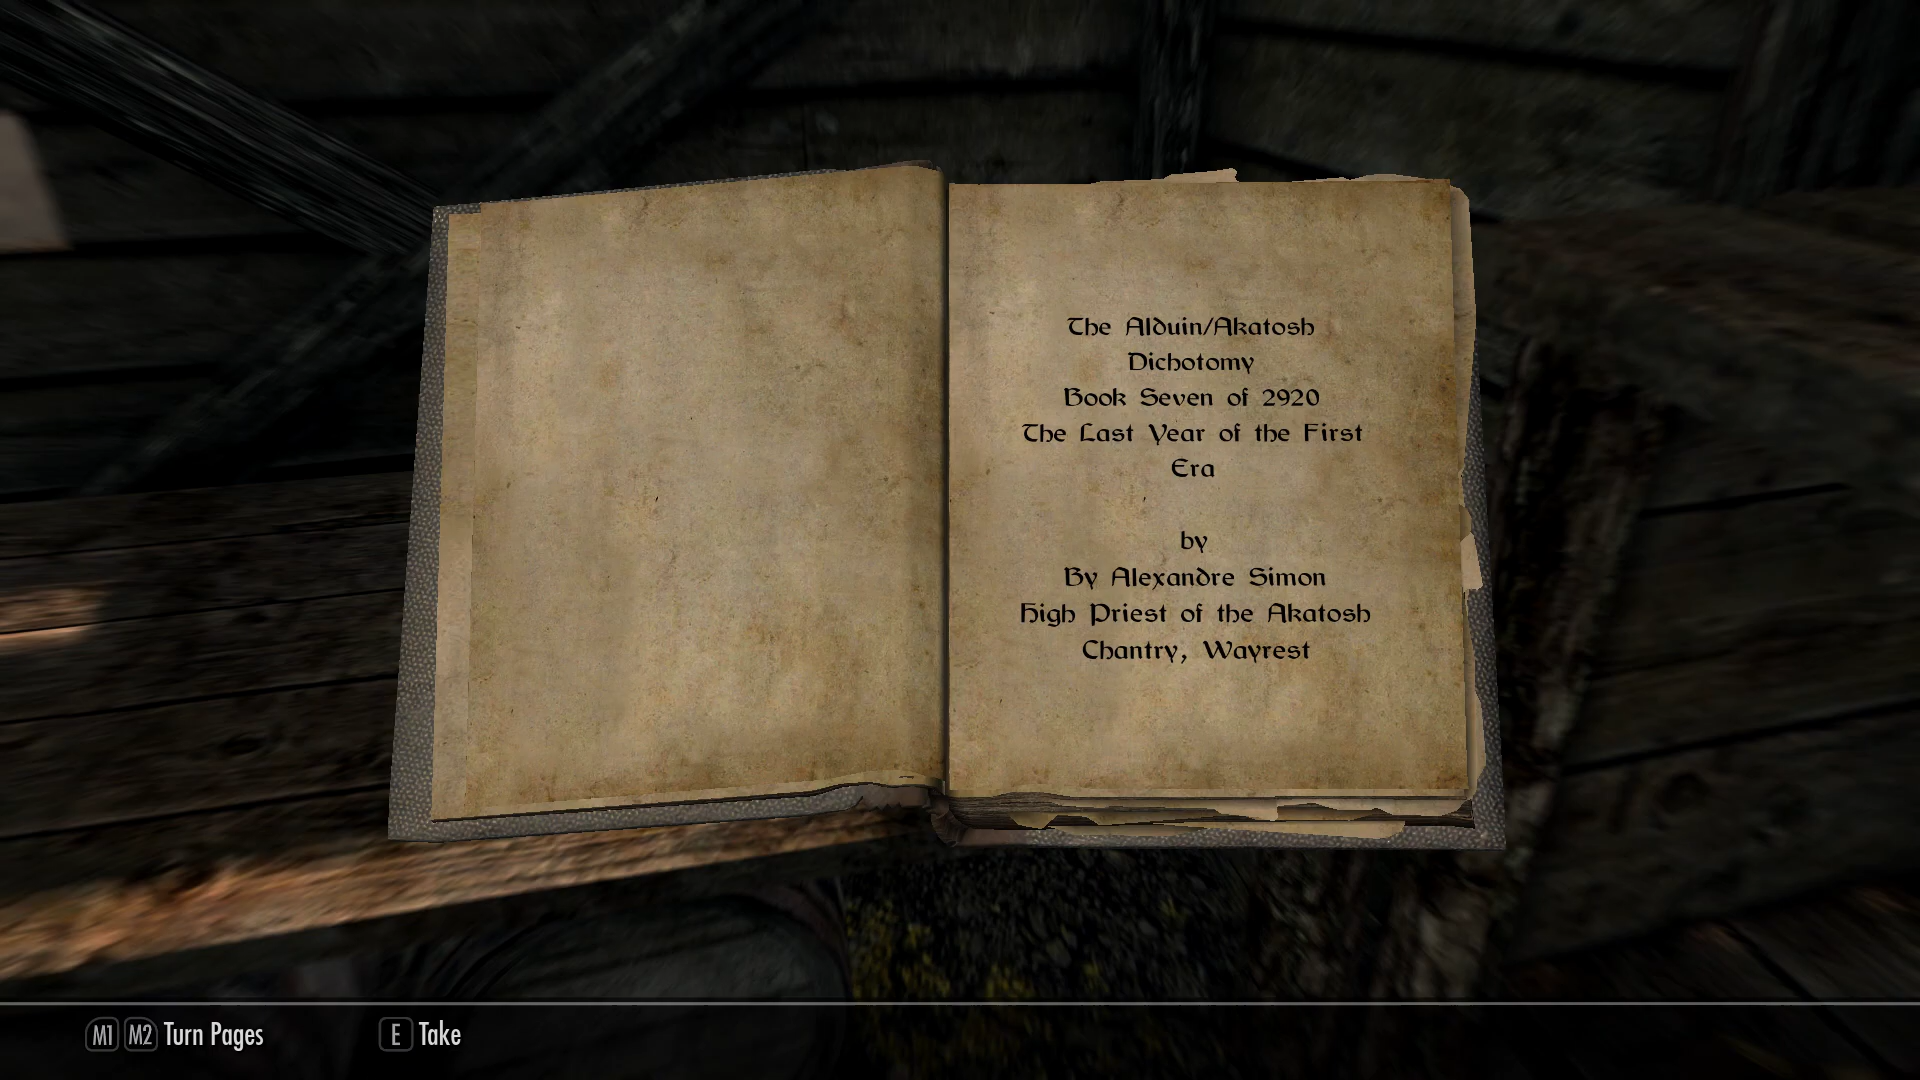 The Alduin/Akatosh
Dichotomy
Book Seven of 2920
The Last Year of the First
Era
by
By Alexandre Simon
High Priest of the Akatosh
Chantry, Wayrest
M1 M2 Turn Pages
E Take